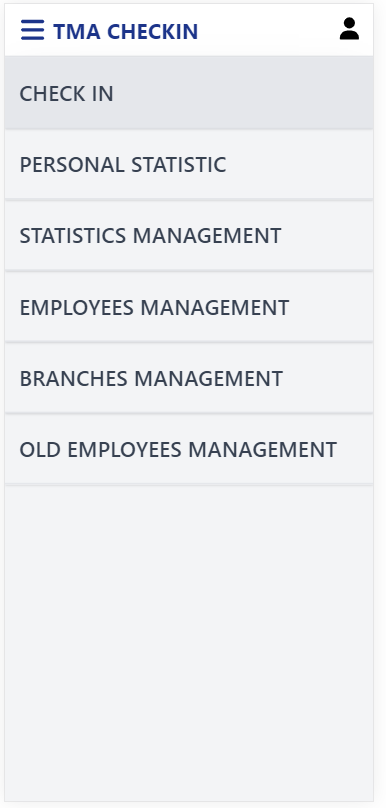 TMA CHECKIN
CHECK IN
PERSONAL STATISTIC
STATISTICS MANAGEMENT
EMPLOYEES MANAGEMENT
BRANCHES MANAGEMENT
OLD EMPLOYEES MANAGEMENT